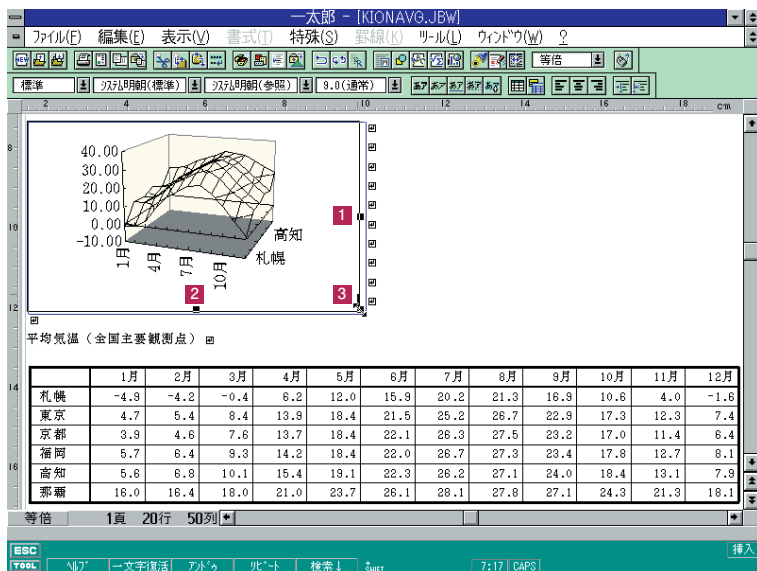 一太郎 - [KIONAVG.JBW]
ﾌｧｲﾙ(F) 編集(E) 表示(V) 書式(T) 特殊(S) 罫線(K) ﾂｰﾙ(L) ｳｨﾝﾄﾞｳ(W) ?
等倍
標準 ｼｽﾃﾑ明朝(標準) ｼｽﾃﾑ明朝(参照) 9.0(通常)
2 4 6 8 10 12 14 16 18 cm
8
10
12
14
16
40.00
30.00
20.00
10.00
0.00
-10.00
1月 4月 7月 10月
札幌
高知
1
2
3
平均気温（全国主要観測点）
1月 2月 3月 4月 5月 6月 7月 8月 9月 10月 11月 12月
札幌 -4.9 -4.2 -0.4 6.2 12.0 15.9 20.2 21.3 16.9 10.6 4.0 -1.6
東京 4.7 5.4 8.4 13.9 18.4 21.5 25.2 26.7 22.9 17.3 12.3 7.4
京都 3.9 4.6 7.6 13.7 18.4 22.1 26.3 27.5 23.2 17.0 11.4 6.4
福岡 5.7 6.4 9.3 14.2 18.4 22.0 26.7 27.3 23.4 17.8 12.7 8.1
高知 5.6 6.8 10.1 15.4 19.1 22.3 26.2 27.1 24.0 18.4 13.1 7.9
那覇 16.0 16.4 18.0 21.0 23.7 26.1 28.1 27.8 27.1 24.3 21.3 18.1
等倍 1頁 20行 50列
ESC 挿入
TOOL ﾍﾙﾌﾟ 一文字復活 ｱﾝﾄﾞｩ ﾘﾋﾟｰﾄ 検索↓ SHIFT 7:17 CAPS